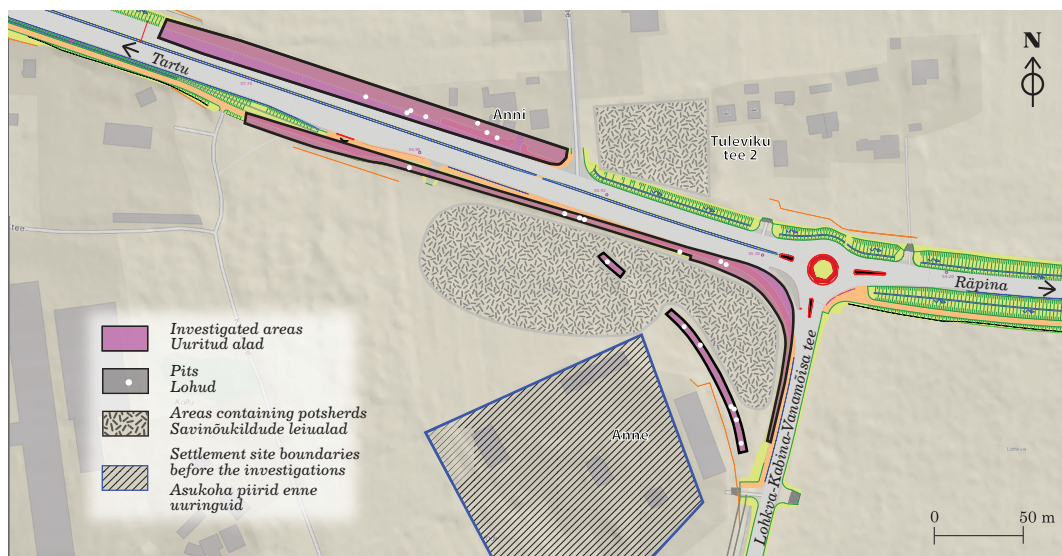 N
Tartu
Anni
Tuleviku
tee 2
tee
Räpina
Investigated areas
Uuritud alad
Pits
Lohud
Areas containing potsherds
Savinõukildude leiualad
Settlement site boundaries
before the investigations
Asukoha piirid enne
uuringuid
Anne
Lohkva-Kabina-Vanamõisa tee
0
50 m